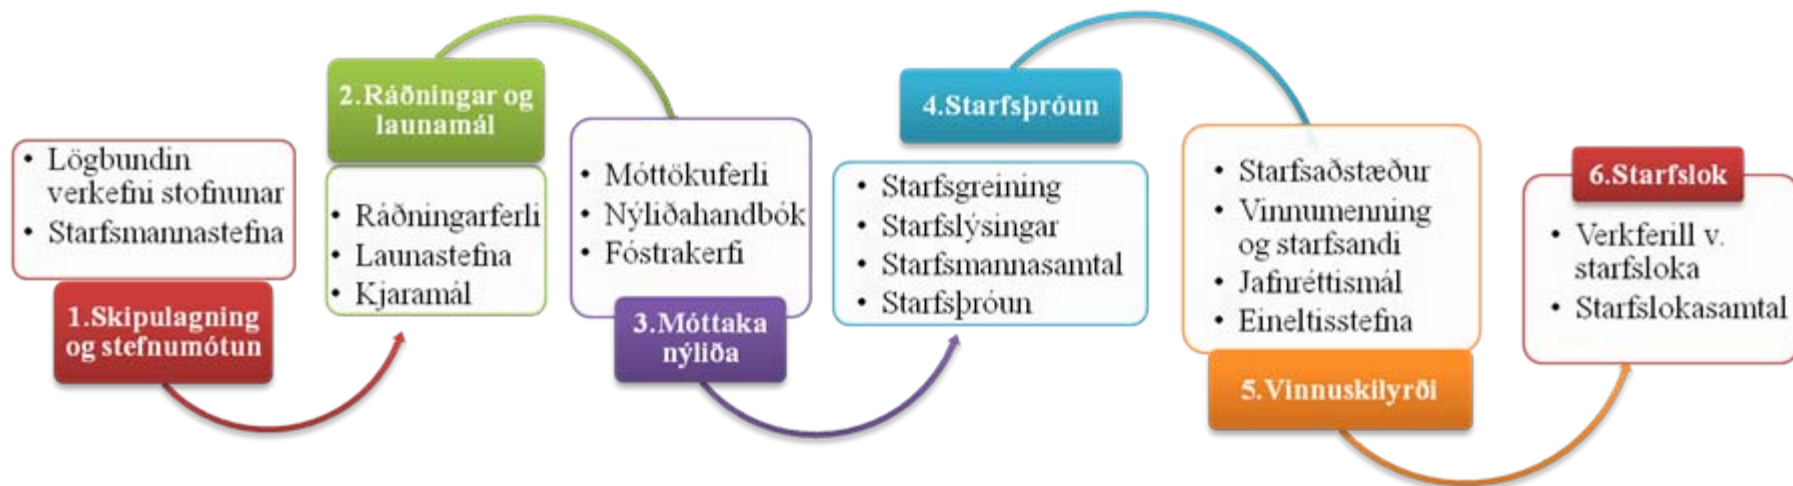 • Lögbundin
verkefni stofnunar
• Starfsmannastefna
1.Skipulagning
og stefnumótun
2.Ráðningar og
launamál
• Ráðningarferli
• Launastefna
• Kjaramál
• Móttökuferli
• Nýliðahandbók
• Fóstrakerfi
3.Móttaka
nýliða
4.Starfsþróun
• Starfsgreining
• Starfslýsingar
• Starfsmannasamtal
• Starfsþróun
• Starfsaðstæður
• Vinnumenning
og starfsandi
• Jafnréttismál
• Eineltisstefna
5.Vinnuskilyrði
6.Starfslok
• Verkferill v.
starfsloka
• Starfslokasamtal